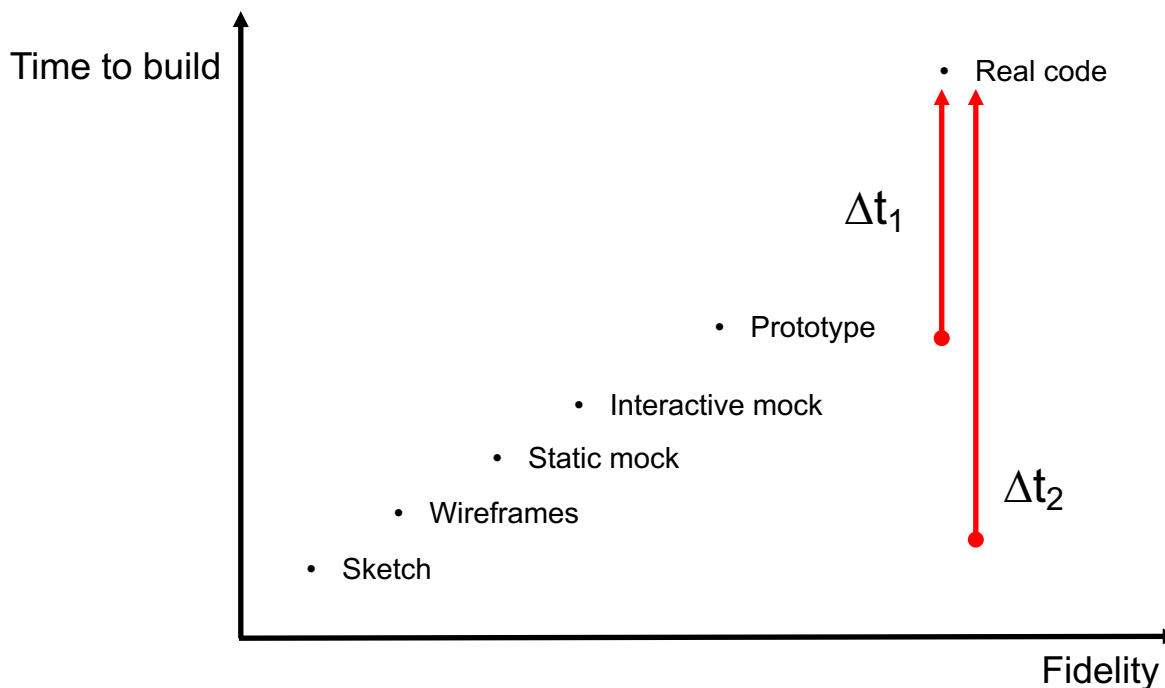 Time to build
• Real code
Δt₁
• Prototype
• Interactive mock
• Static mock
Δt₂
• Wireframes
• Sketch
Fidelity